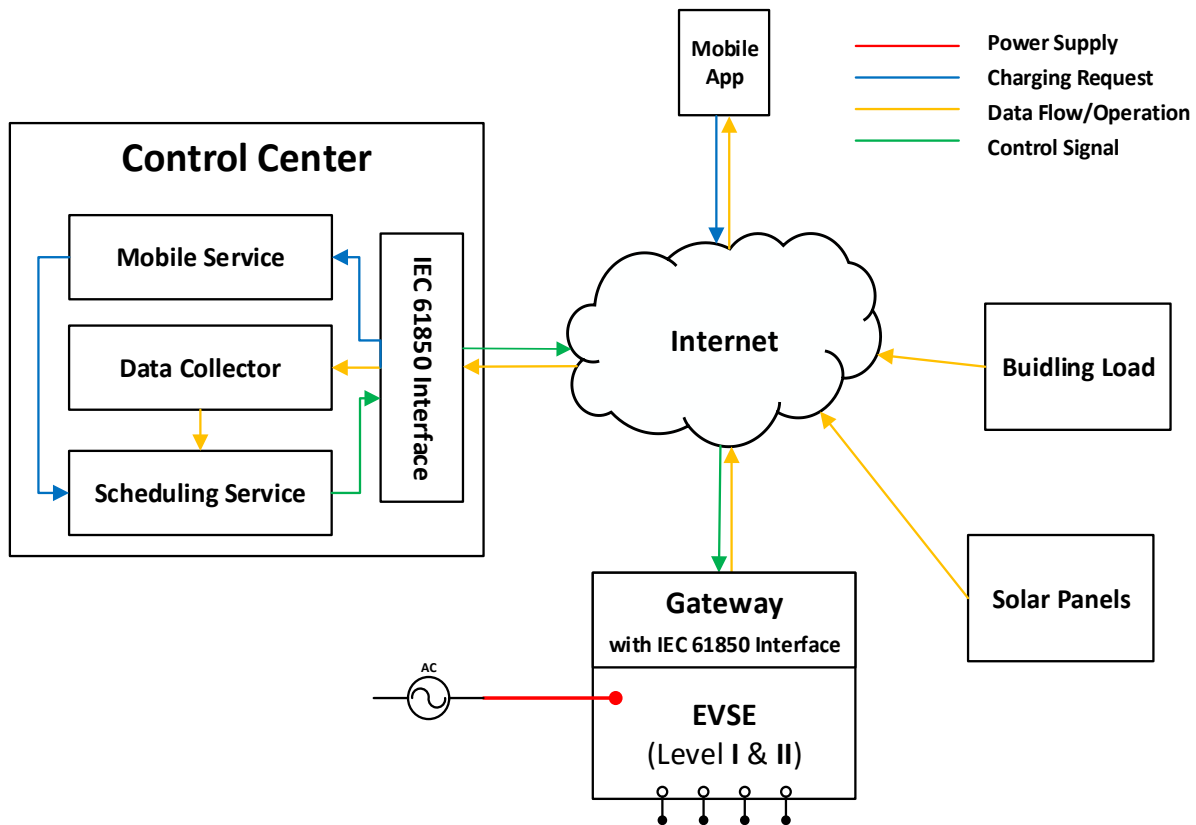 Mobile
App
Power Supply
Charging Request
Data Flow/Operation
Control Signal
Control Center
Mobile Service
Data Collector
Scheduling Service
IEC 61850 Interface
Internet
Buidling Load
Solar Panels
Gateway
with IEC 61850 Interface
AC
EVSE
(Level I & II)